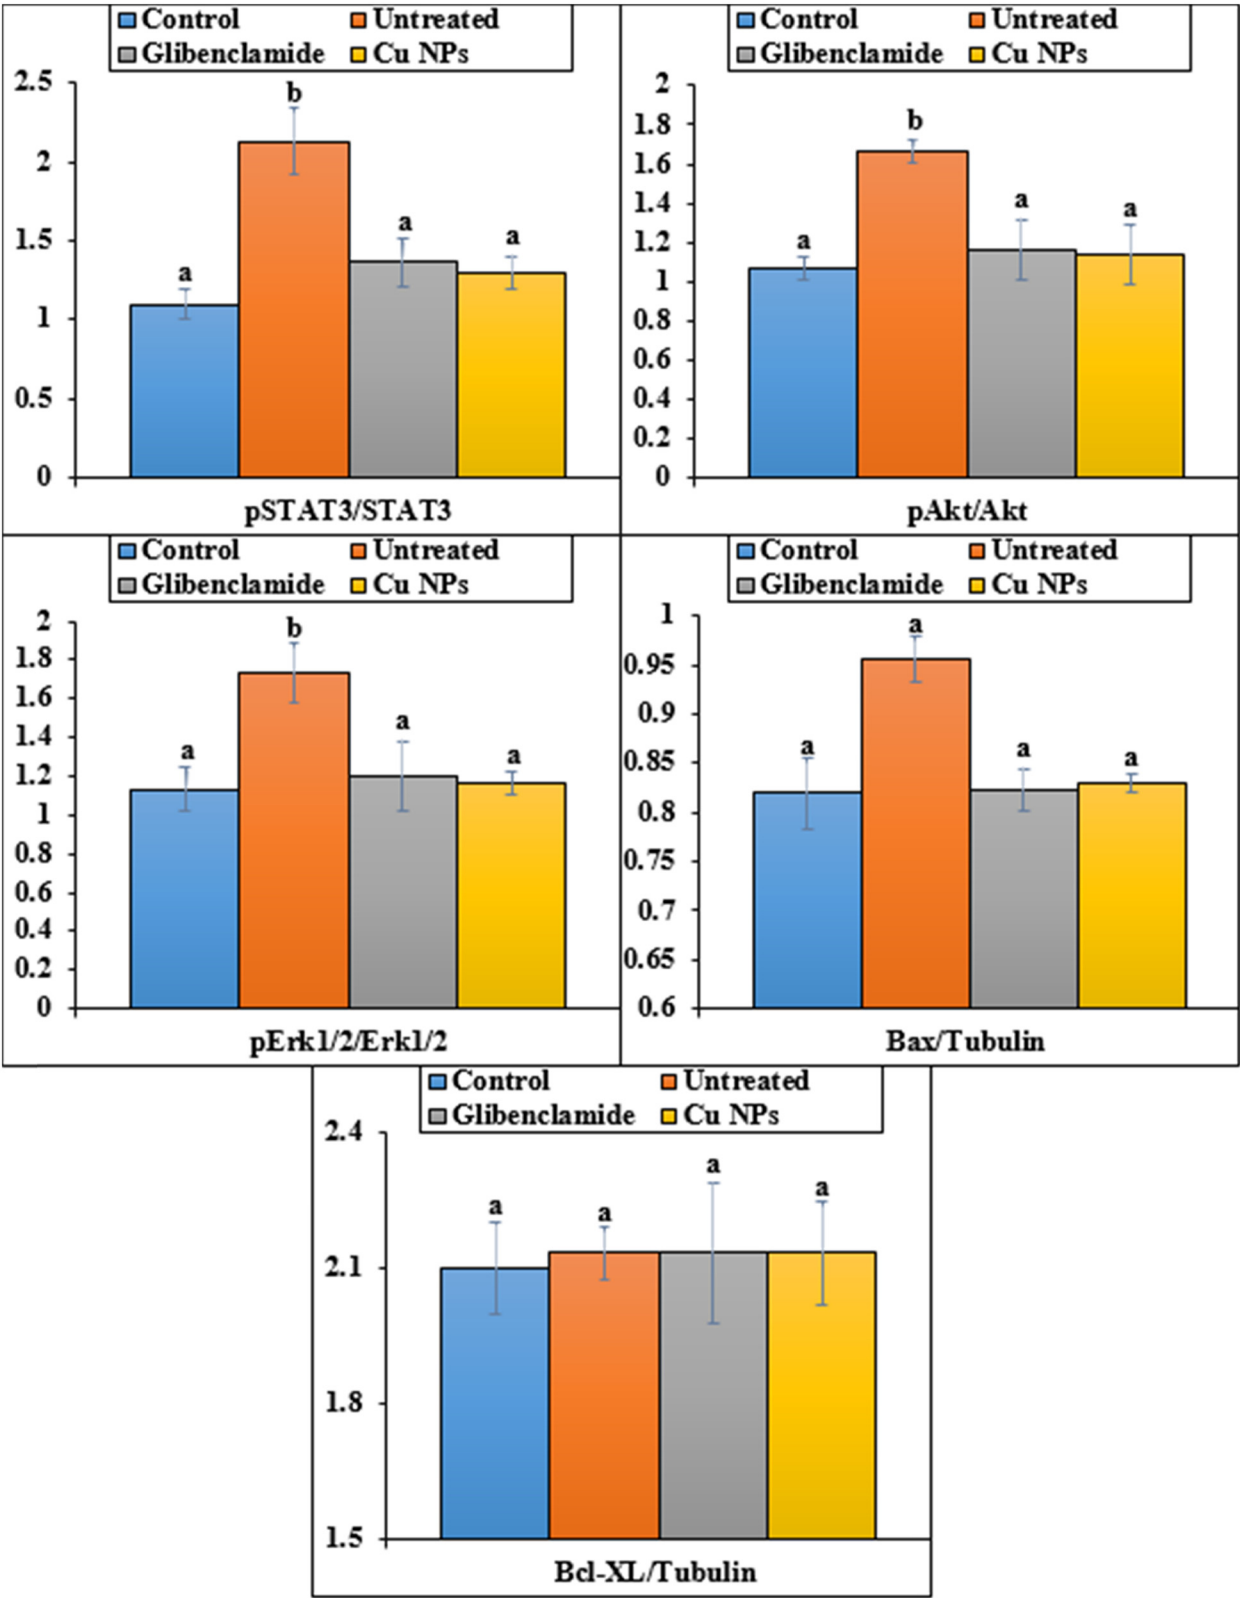 Control Untreated
Glibenclamide Cu NPs
2.5
2
1.5
1
0.5
0
b
a
a
a
pSTAT3/STAT3
Control Untreated
Glibenclamide Cu NPs
2
1.8
1.6
1.4
1.2
1
0.8
0.6
0.4
0.2
0
b
a
a
a
pAkt/Akt
Control Untreated
Glibenclamide Cu NPs
2
1.8
1.6
1.4
1.2
1
0.8
0.6
0.4
0.2
0
b
a
a
a
pErk1/2/Erk1/2
Control Untreated
Glibenclamide Cu NPs
1
0.95
0.9
0.85
0.8
0.75
0.7
0.65
0.6
a
a
a
a
Bax/Tubulin
Control Untreated
Glibenclamide Cu NPs
2.4
2.1
1.8
1.5
a
a
a
a
Bcl-XL/Tubulin